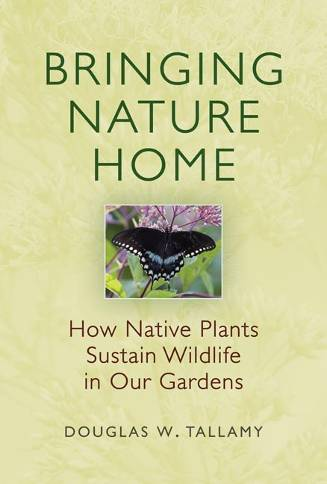 BRINGING
NATURE
HOME
How Native Plants
Sustain Wildlife
in Our Gardens
DOUGLAS W. TALLAMY